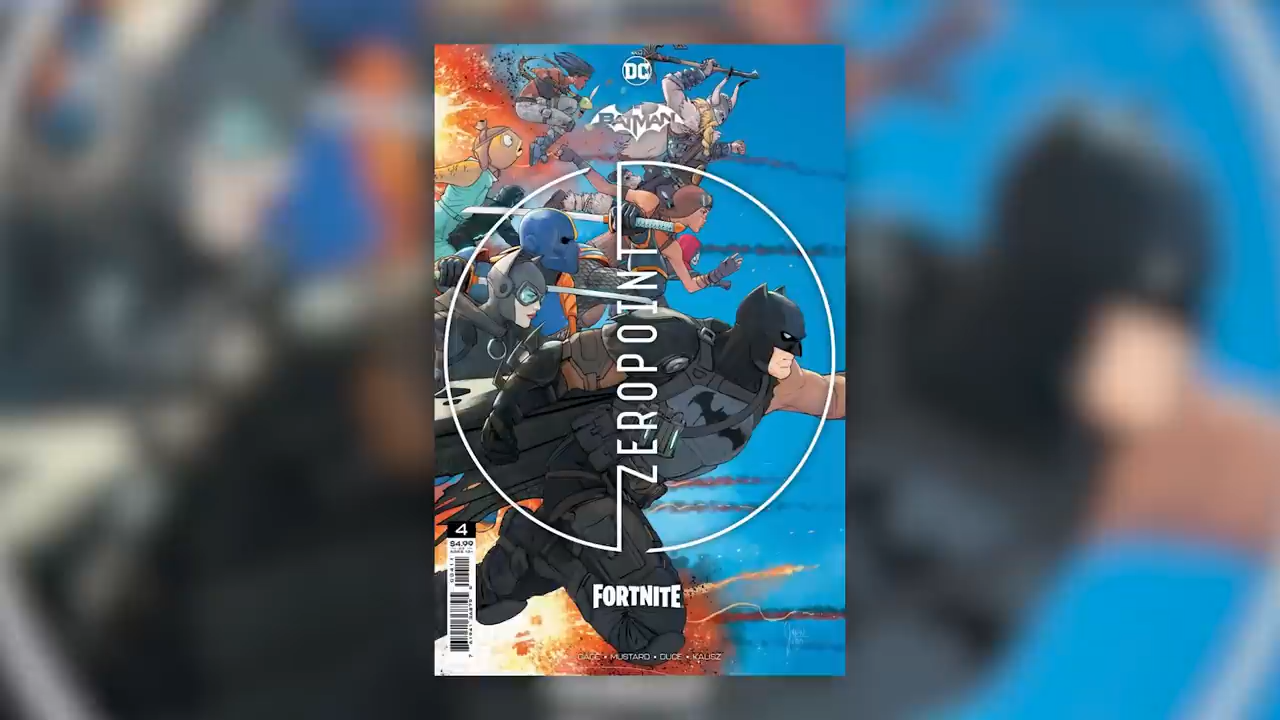 DC
BATMAN
ZEROPOINT
4
$4.99
FORTNITE
GAGE • MUSTARD • DUCE • KALISZ